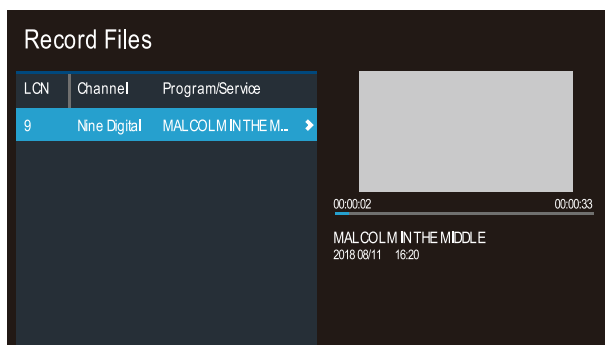 Record Files
LCN Channel Program/Service
9 Nine Digital MALCOLM IN THE M...
00:00:02 00:00:33
MALCOLM IN THE MIDDLE
2018 08/11 16:20